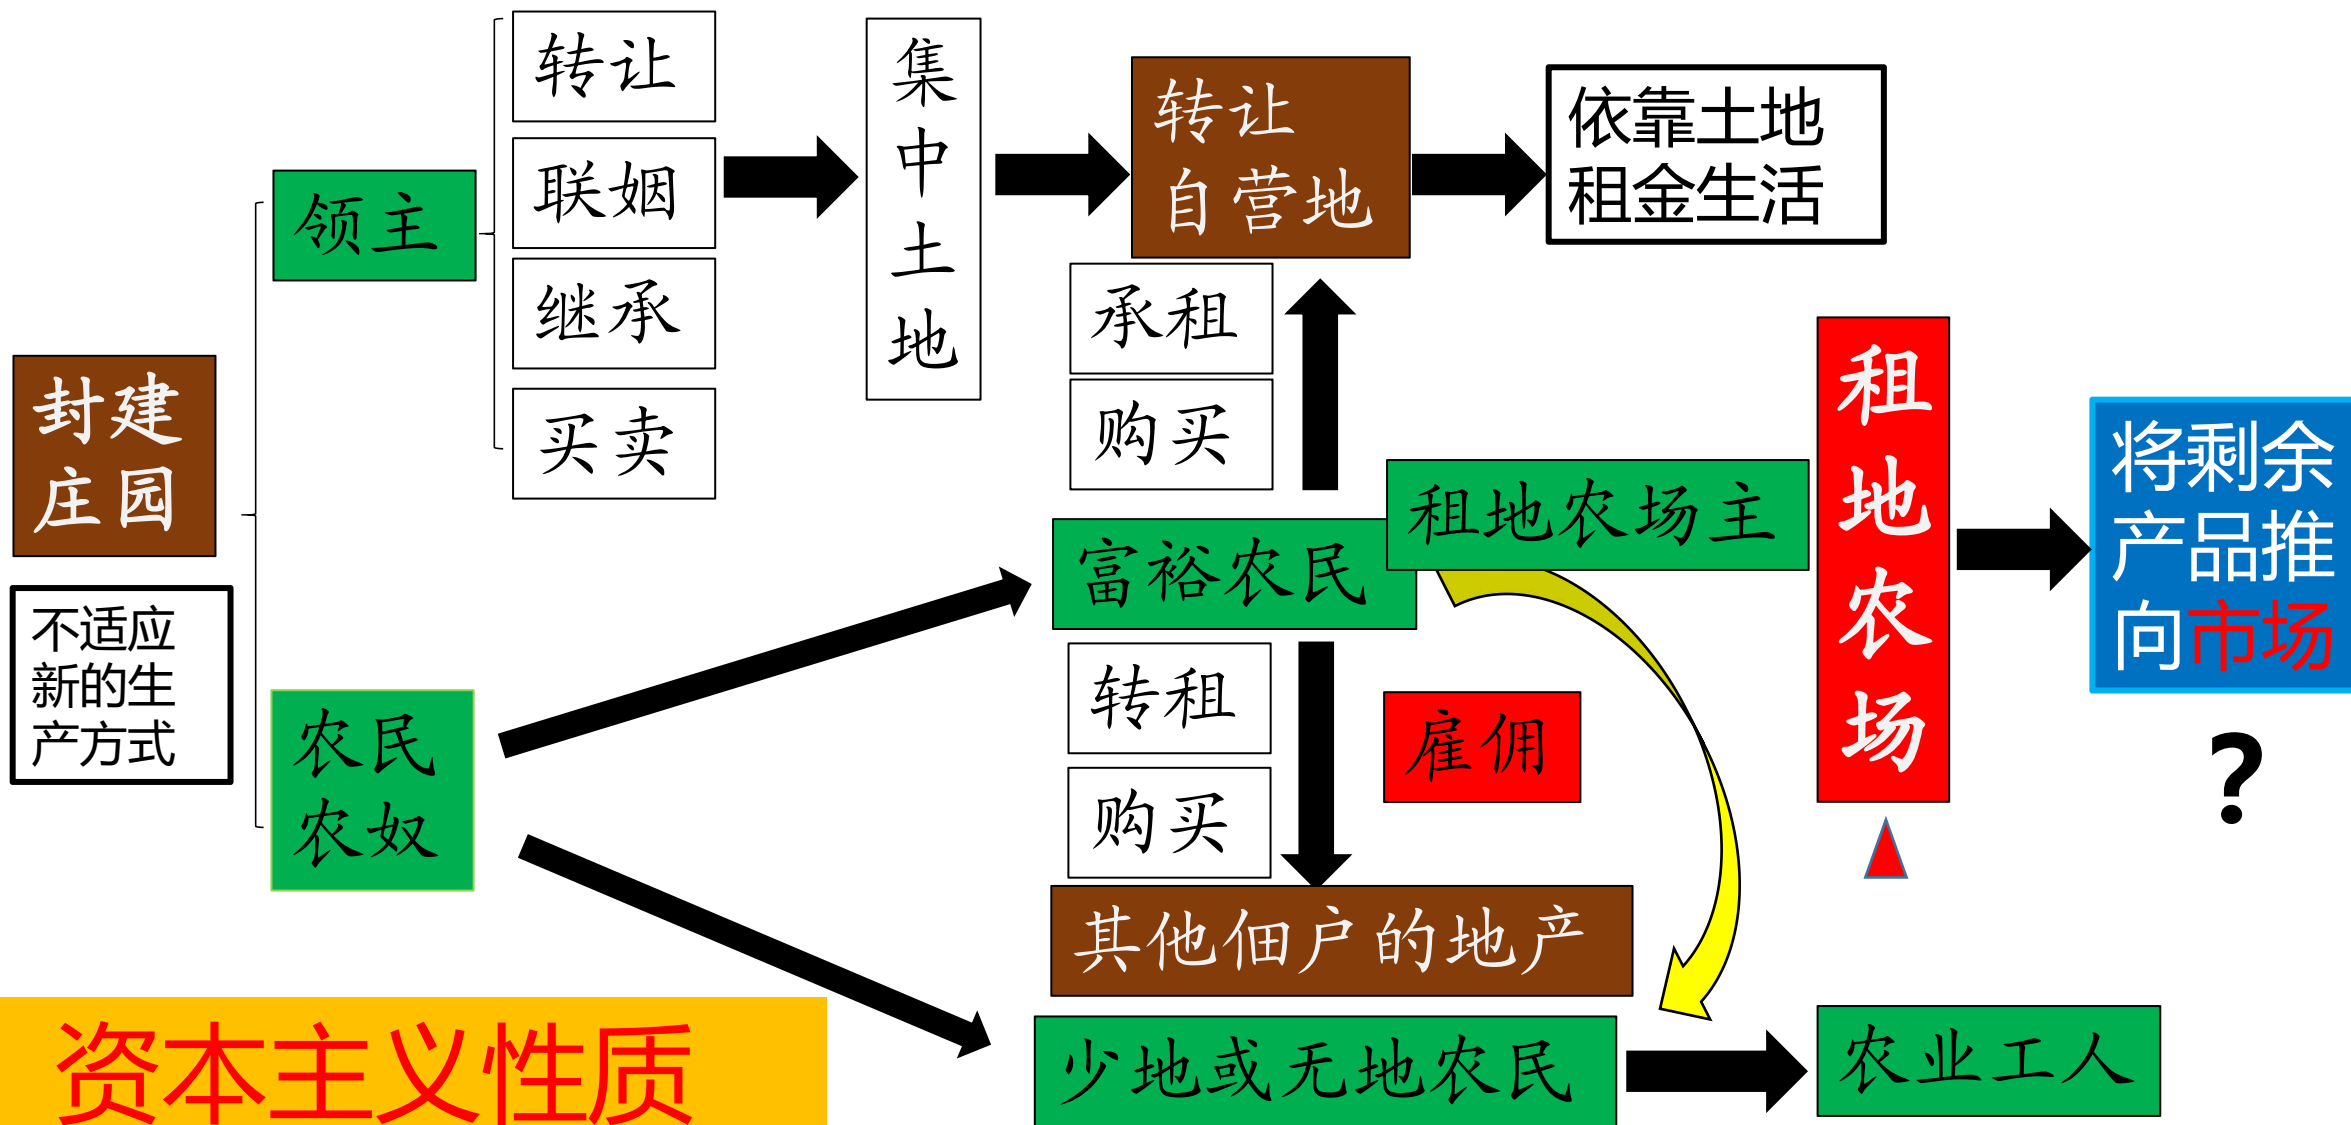 封建
庄园
不适应
新的生
产方式
领主
农民
农奴
转让
联姻
继承
买卖
集
中
土
地
转让
自营地
依靠土地
租金生活
承租
购买
富裕农民
租地农场主
转租
购买
雇佣
其他佃户的地产
少地或无地农民
农业工人
租
地
农
场
将剩余
产品推
向市场
?
资本主义性质